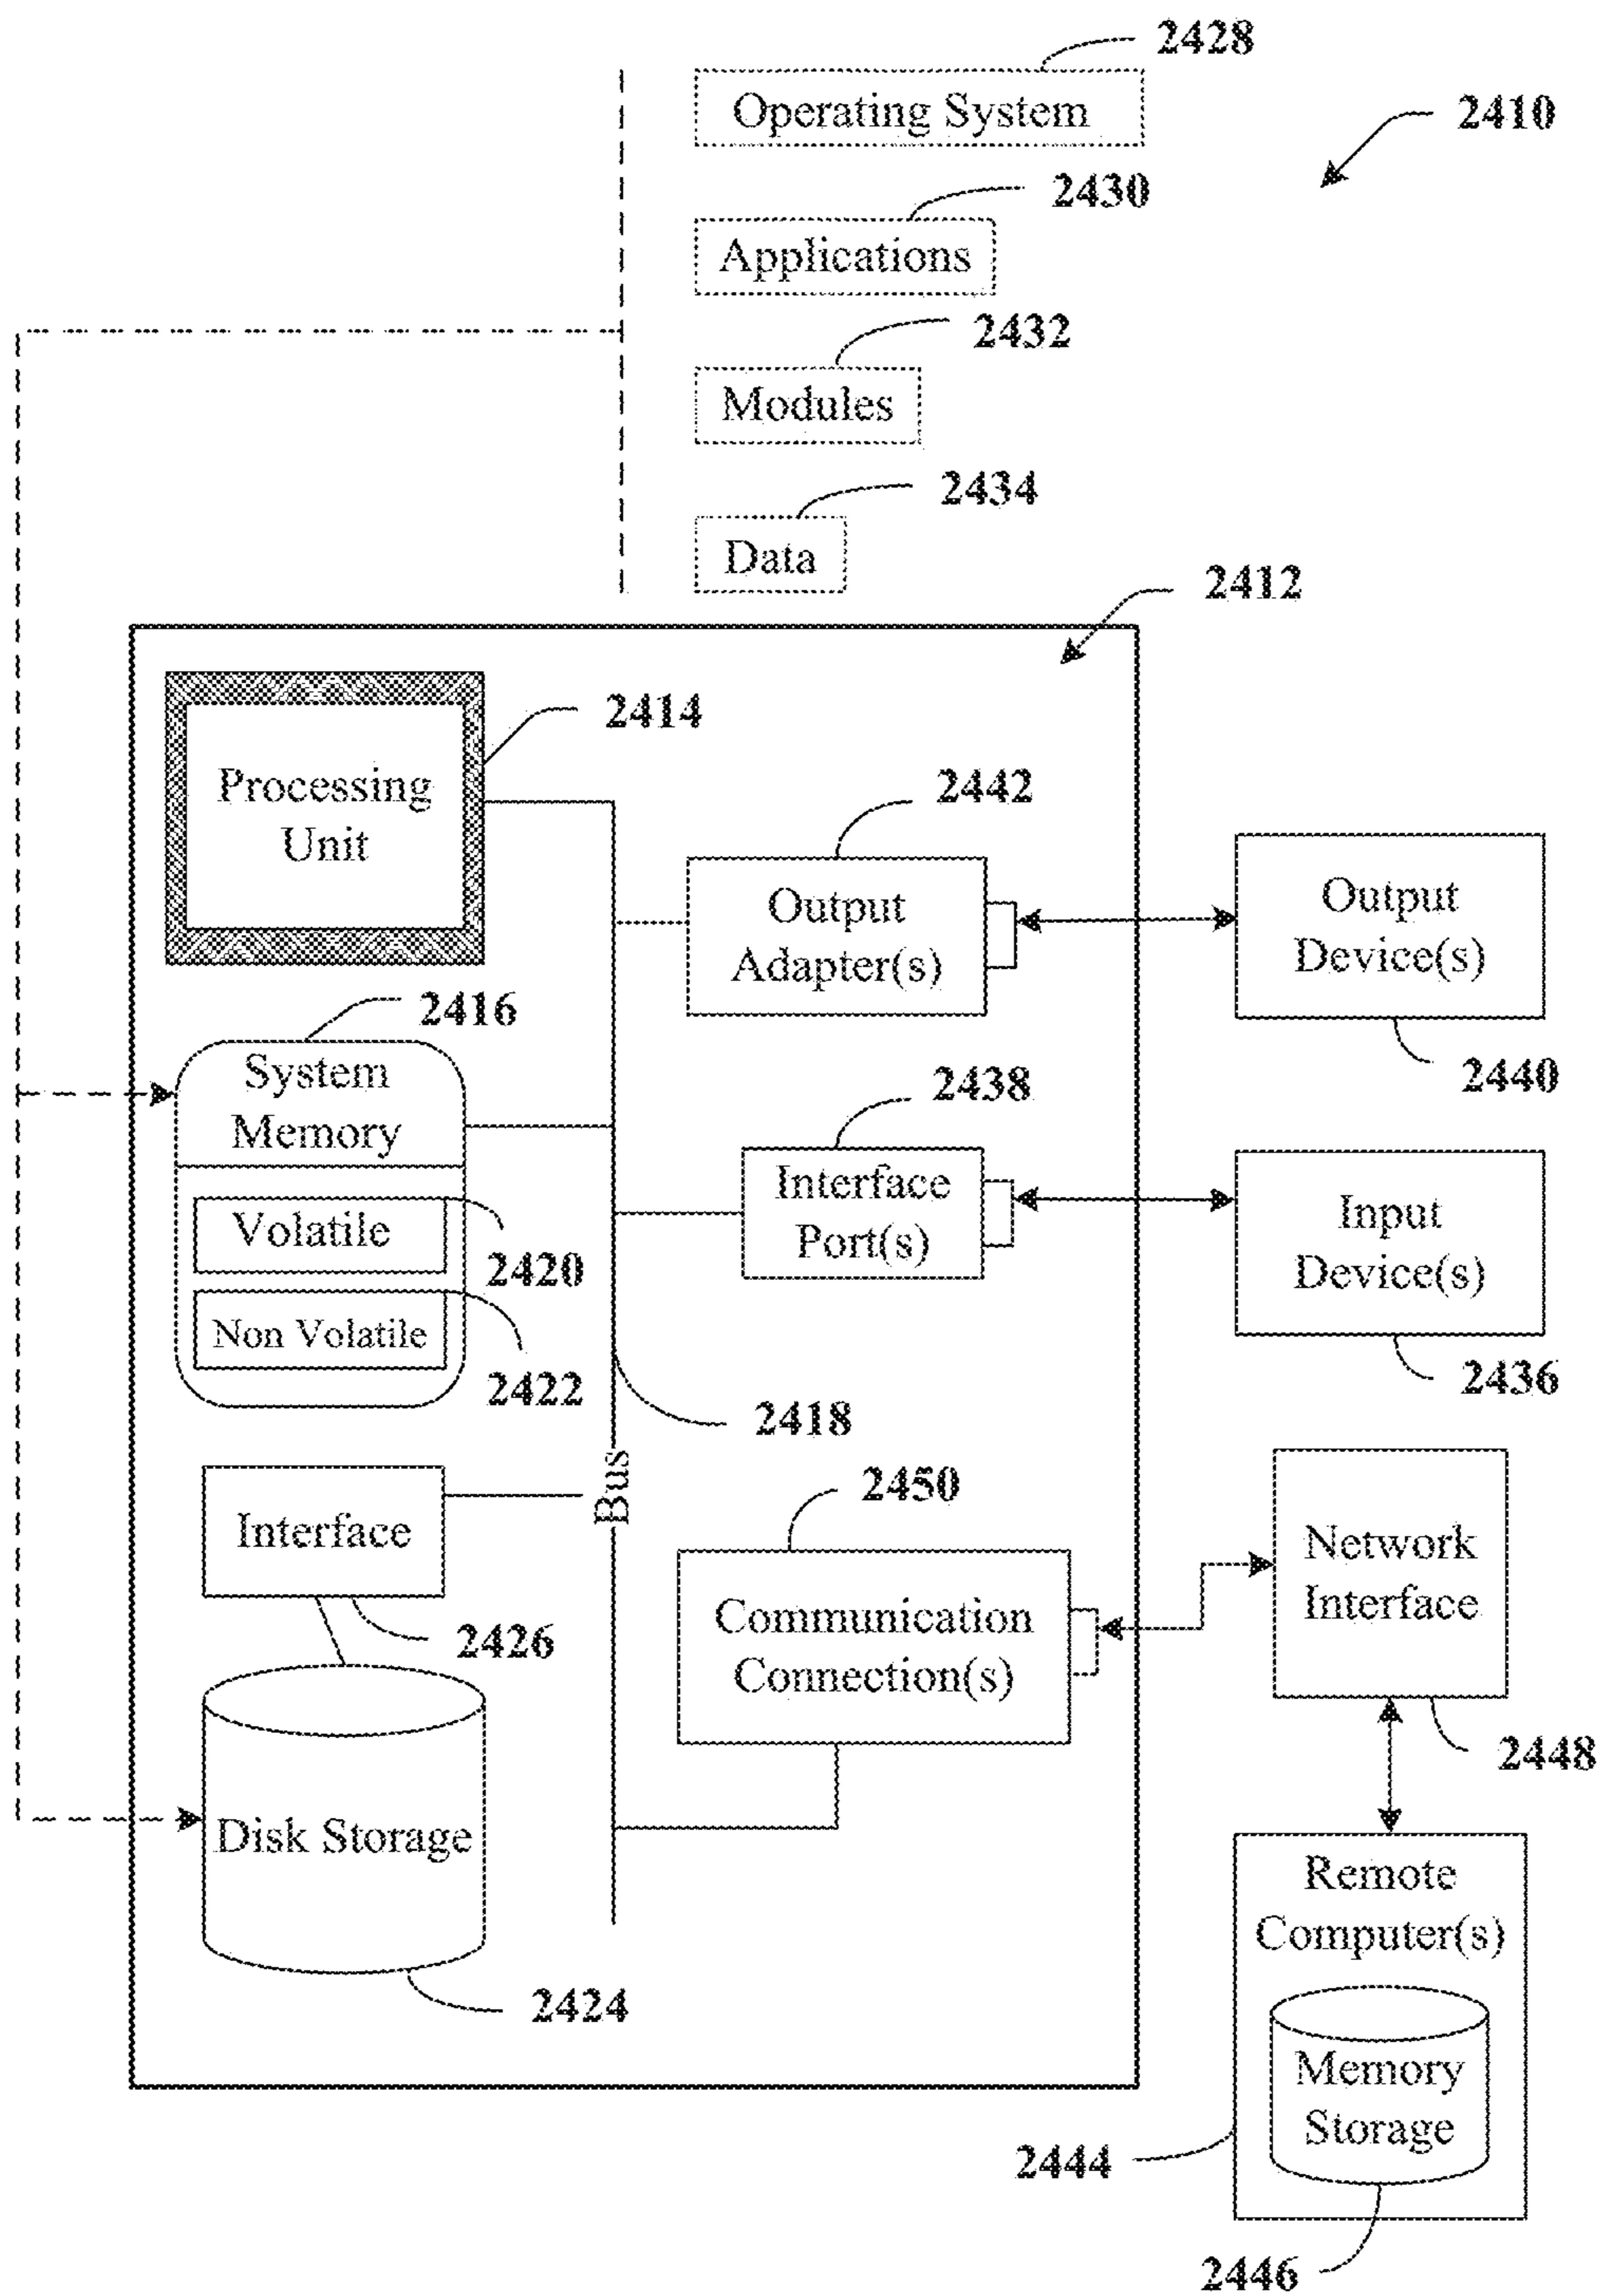 2428
Operating System
2410
2430
Applications
2432
Modules
2434
Data
2412
2414
Processing
Unit
2442
Output
Adapter(s)
Output
Device(s)
2440
2416
System
Memory
2438
Interface
Port(s)
Input
Device(s)
2436
Volatile
2420
Non Volatile
2422
2418
Bus
2450
Interface
2426
Communication
Connection(s)
Network
Interface
2448
Disk Storage
2424
Remote
Computer(s)
Memory
Storage
2444
2446